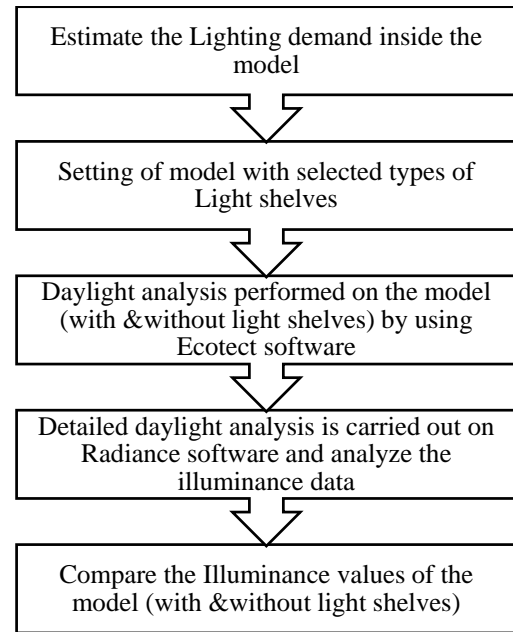 Estimate the Lighting demand inside the
model
Setting of model with selected types of
Light shelves
Daylight analysis performed on the model
(with &without light shelves) by using
Ecotect software
Detailed daylight analysis is carried out on
Radiance software and analyze the
illuminance data
Compare the Illuminance values of the
model (with &without light shelves)